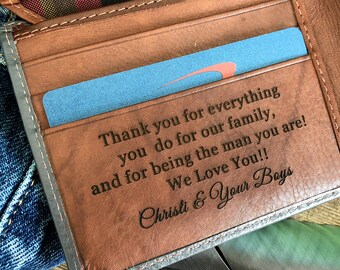 Thank you for everything
you do for our family,
and for being the man you are!
We Love You!!
Christi & Your Boys